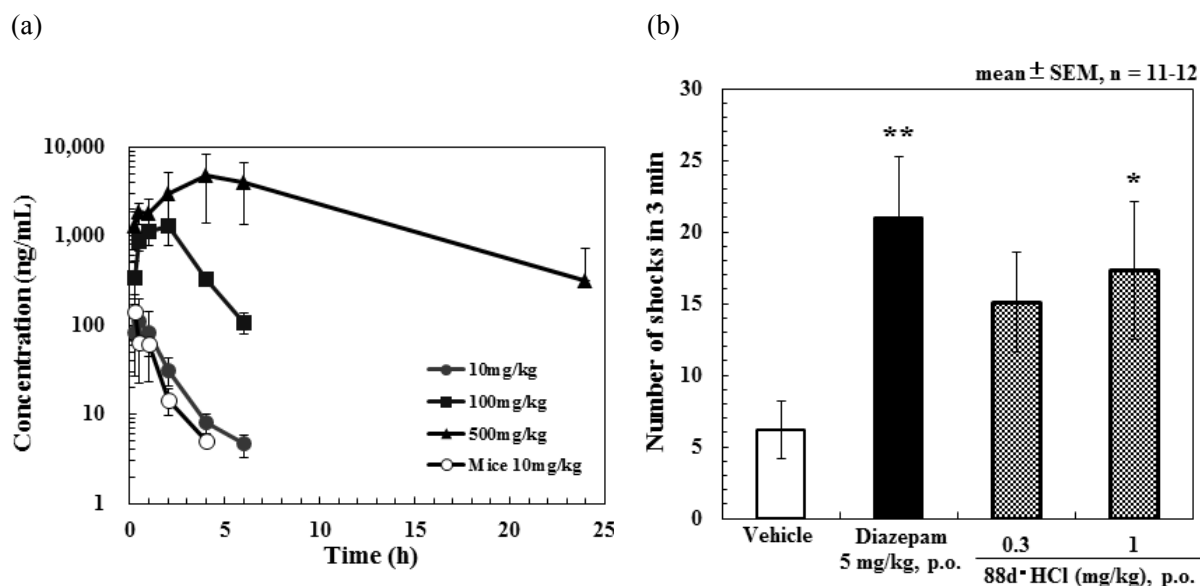 (a)
10,000
1,000
100
10
1
Concentration (ng/mL)
0
5
10
15
20
25
Time (h)
10mg/kg
100mg/kg
500mg/kg
Mice 10mg/kg
(b)
mean ± SEM, n = 11-12
30
25
20
15
10
5
0
Number of shocks in 3 min
**
*
Vehicle
Diazepam
5 mg/kg, p.o.
0.3
1
88d·HCl (mg/kg), p.o.